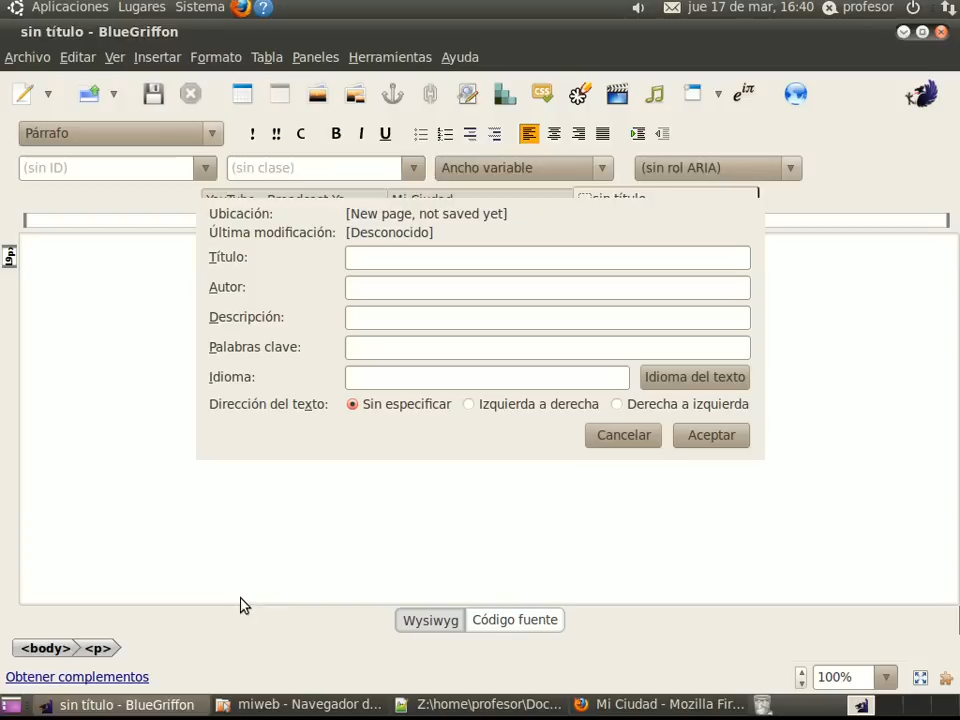 Aplicaciones Lugares Sistema ? jue 17 de mar, 16:40 profesor
sin título - BlueGriffon
Archivo Editar Ver Insertar Formato Tabla Paneles Herramientas Ayuda
CSS
Párrafo ! !! C B I U
(sin ID) (sin clase) Ancho variable (sin rol ARIA)
sin título
Ubicación: [New page, not saved yet]
Última modificación: [Desconocido]
Título:
Autor:
Descripción:
Palabras clave:
Idioma: Idioma del texto
Dirección del texto: Sin especificar Izquierda a derecha Derecha a izquierda
Cancelar Aceptar
Wysiwyg Código fuente
<body> <p>
Obtener complementos 100%
sin título - BlueGriffon miweb - Navegador d... Z:\home\profesor\Doc... Mi Ciudad - Mozilla Fir...